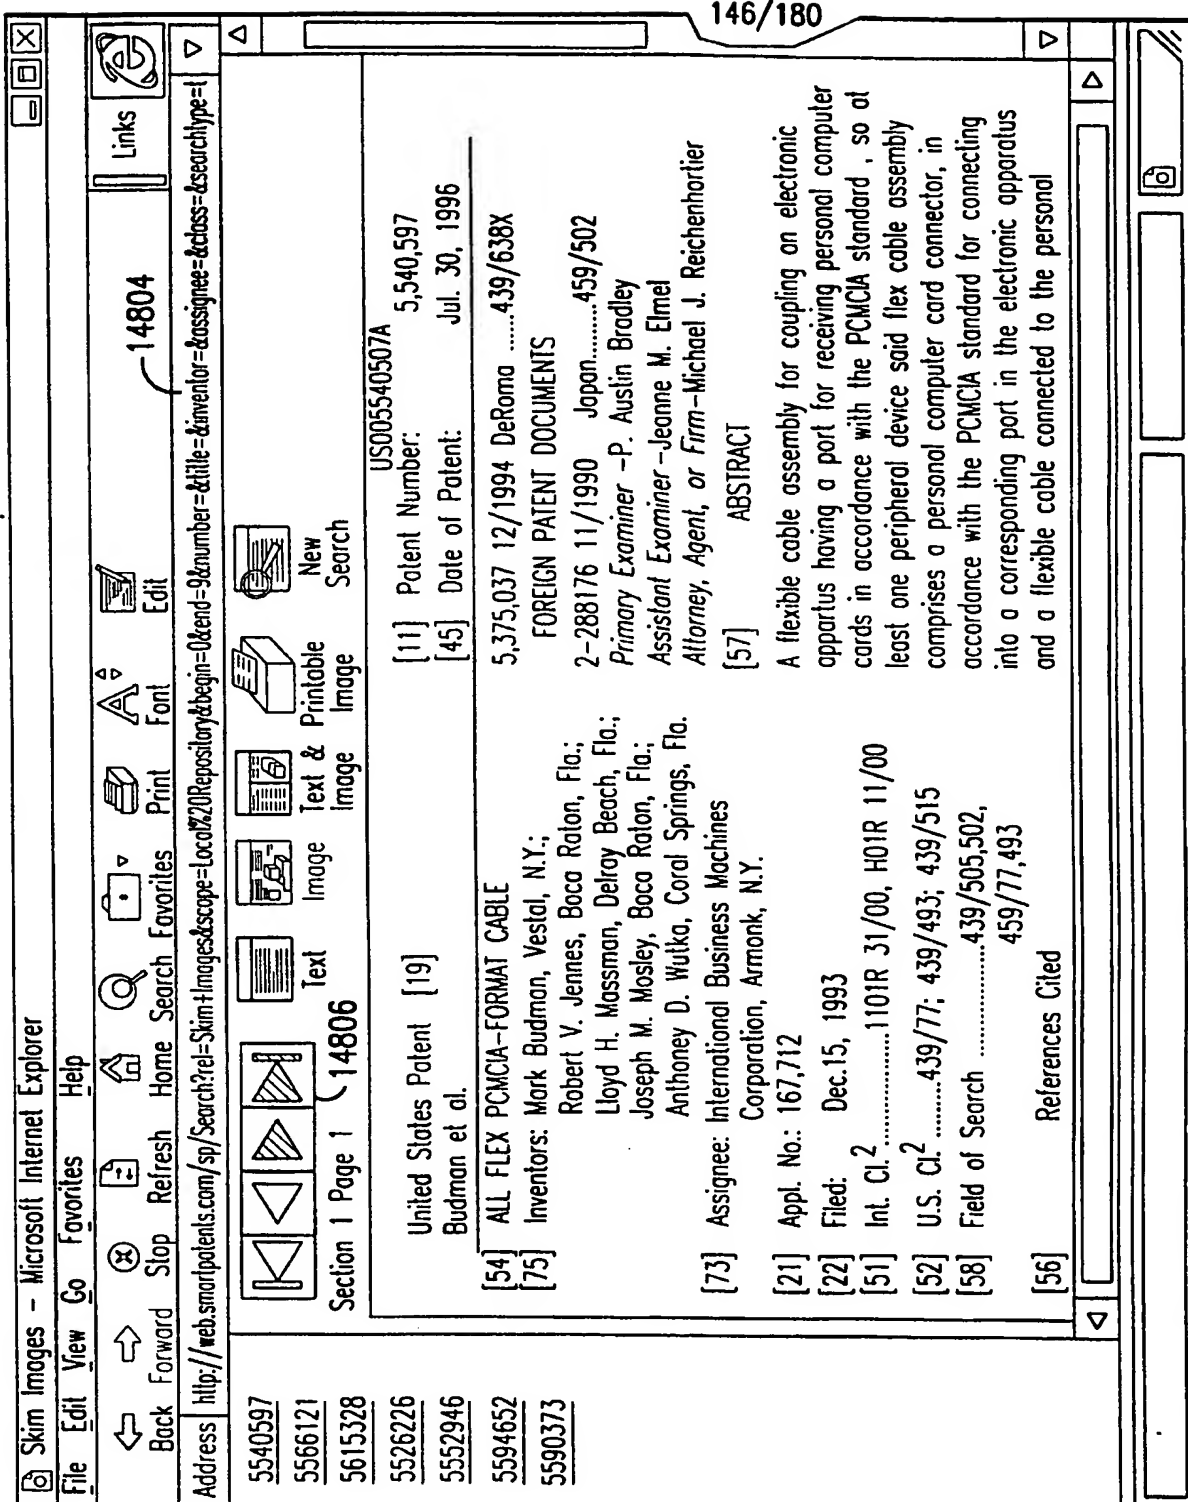 146/180
Skim Images - Microsoft Internet Explorer
File Edit View Go Favorites Help
Back Forward Stop Refresh Home Search Favorites Print Font Edit
Links
Address http://web.smartpatents.com/sp/Search?rel=Skim+Images&scope=Local%20Repository&begin=0&end=9&number=&title=&inventor=&assignee=&class=&searchtype=t
14804
5540597
5566121
5615328
5526226
5552946
5594652
5590373
14806
Section 1 Page 1
Text
Image
Text & Image
Printable Image
New Search
United States Patent [19]
Budman et al.
US005540507A
[11] Patent Number: 5,540,597
[45] Date of Patent: Jul. 30, 1996
[54] ALL FLEX PCMCIA-FORMAT CABLE
[75] Inventors: Mark Budman, Vestal, N.Y.;
Robert V. Jennes, Boca Raton, Fla.;
Lloyd H. Massman, Delray Beach, Fla.;
Joseph M. Mosley, Boca Raton, Fla.;
Anthoney D. Wutka, Coral Springs, Fla.
[73] Assignee: International Business Machines
Corporation, Armonk, N.Y.
[21] Appl. No.: 167,712
[22] Filed: Dec.15, 1993
[51] Int. Cl.2 ................1101R 31/00, H01R 11/00
[52] U.S. Cl.2 .........439/77; 439/493; 439/515
[58] Field of Search ...............439/505,502,
459/77,493
[56] References Cited
5,375,037 12/1994 DeRoma ......439/638X
FOREIGN PATENT DOCUMENTS
2-288176 11/1990 Japan.........459/502
Primary Examiner -P. Austin Bradley
Assistant Examiner -Jeanne M. Elmel
Attorney, Agent, or Firm-Michael J. Reichenhortier
[57] ABSTRACT
A flexible cable assembly for coupling an electronic
appartus having a port for receiving personal computer
cards in accordance with the PCMCIA standard , so at
least one peripheral device said flex cable assembly
comprises a personal computer card connector, in
accordance with the PCMCIA standard for connecting
into a corresponding port in the electronic apparatus
and a flexible cable connected to the personal